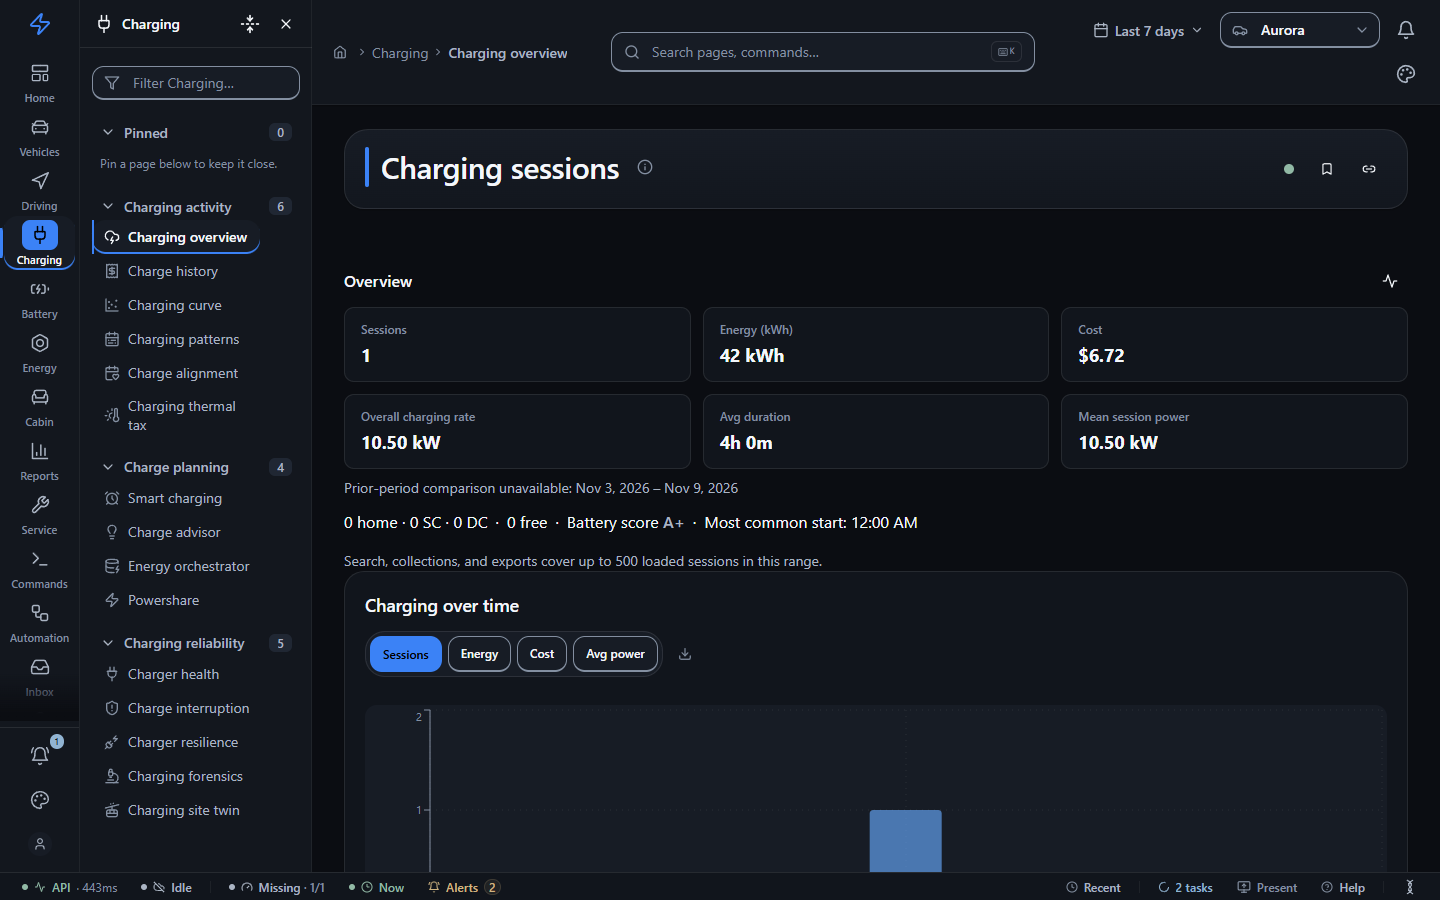 Home
Vehicles
Driving
Charging
Battery
Energy
Cabin
Reports
Service
Commands
Automation
Inbox
1
Charging
Filter Charging...
Pinned 0
Pin a page below to keep it close.
Charging activity 6
Charging overview
Charge history
Charging curve
Charging patterns
Charge alignment
Charging thermal
tax
Charge planning 4
Smart charging
Charge advisor
Energy orchestrator
Powershare
Charging reliability 5
Charger health
Charge interruption
Charger resilience
Charging forensics
Charging site twin
Charging Charging overview
Search pages, commands... K
Last 7 days
Aurora
Charging sessions
Overview
Sessions
1
Energy (kWh)
42 kWh
Cost
$6.72
Overall charging rate
10.50 kW
Avg duration
4h 0m
Mean session power
10.50 kW
Prior-period comparison unavailable: Nov 3, 2026 – Nov 9, 2026
0 home · 0 SC · 0 DC · 0 free · Battery score A+ · Most common start: 12:00 AM
Search, collections, and exports cover up to 500 loaded sessions in this range.
Charging over time
Sessions Energy Cost Avg power
2
1
API · 443ms Idle Missing · 1/1 Now Alerts 2 Recent 2 tasks Present Help